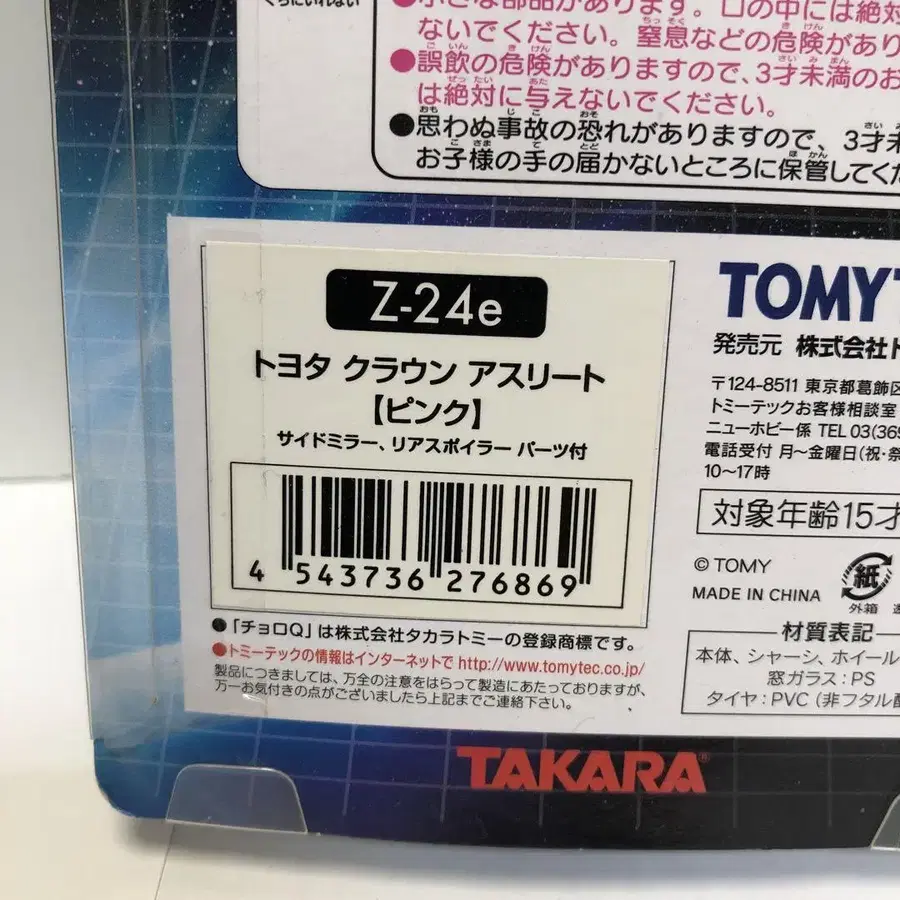 くちにいれない
●小さな部品があります。口の中には絶対
ないでください。窒息などの危険があり
●誤飲の危険がありますので、3才未満のお
は絶対に与えないでください。
●思わぬ事故の恐れがありますので、3才未
お子様の手の届かないところに保管してくだ
Z-24e
トヨタ クラウン アスリート
【ピンク】
サイドミラー、リアスポイラー パーツ付
4 543736 276869
●「チョロQ」は株式会社タカラトミーの登録商標です。
●トミーテックの情報はインターネットで http://www.tomytec.co.jp/
製品につきましては、万全の注意をはらって製造にあたっておりますが、
万一お気付きの点がございましたら上記までご連絡下さい。
TOMYT
発売元 株式会社ト
〒124-8511 東京都葛飾区
トミーテックお客様相談室
ニューホビー係 TEL 03(369
電話受付 月〜金曜日(祝・祭
10〜17時
対象年齢15才
© TOMY
MADE IN CHINA
紙
外箱
材質表記
本体、シャーシ、ホイール
窓ガラス:PS
タイヤ:PVC (非フタル酸
TAKARA